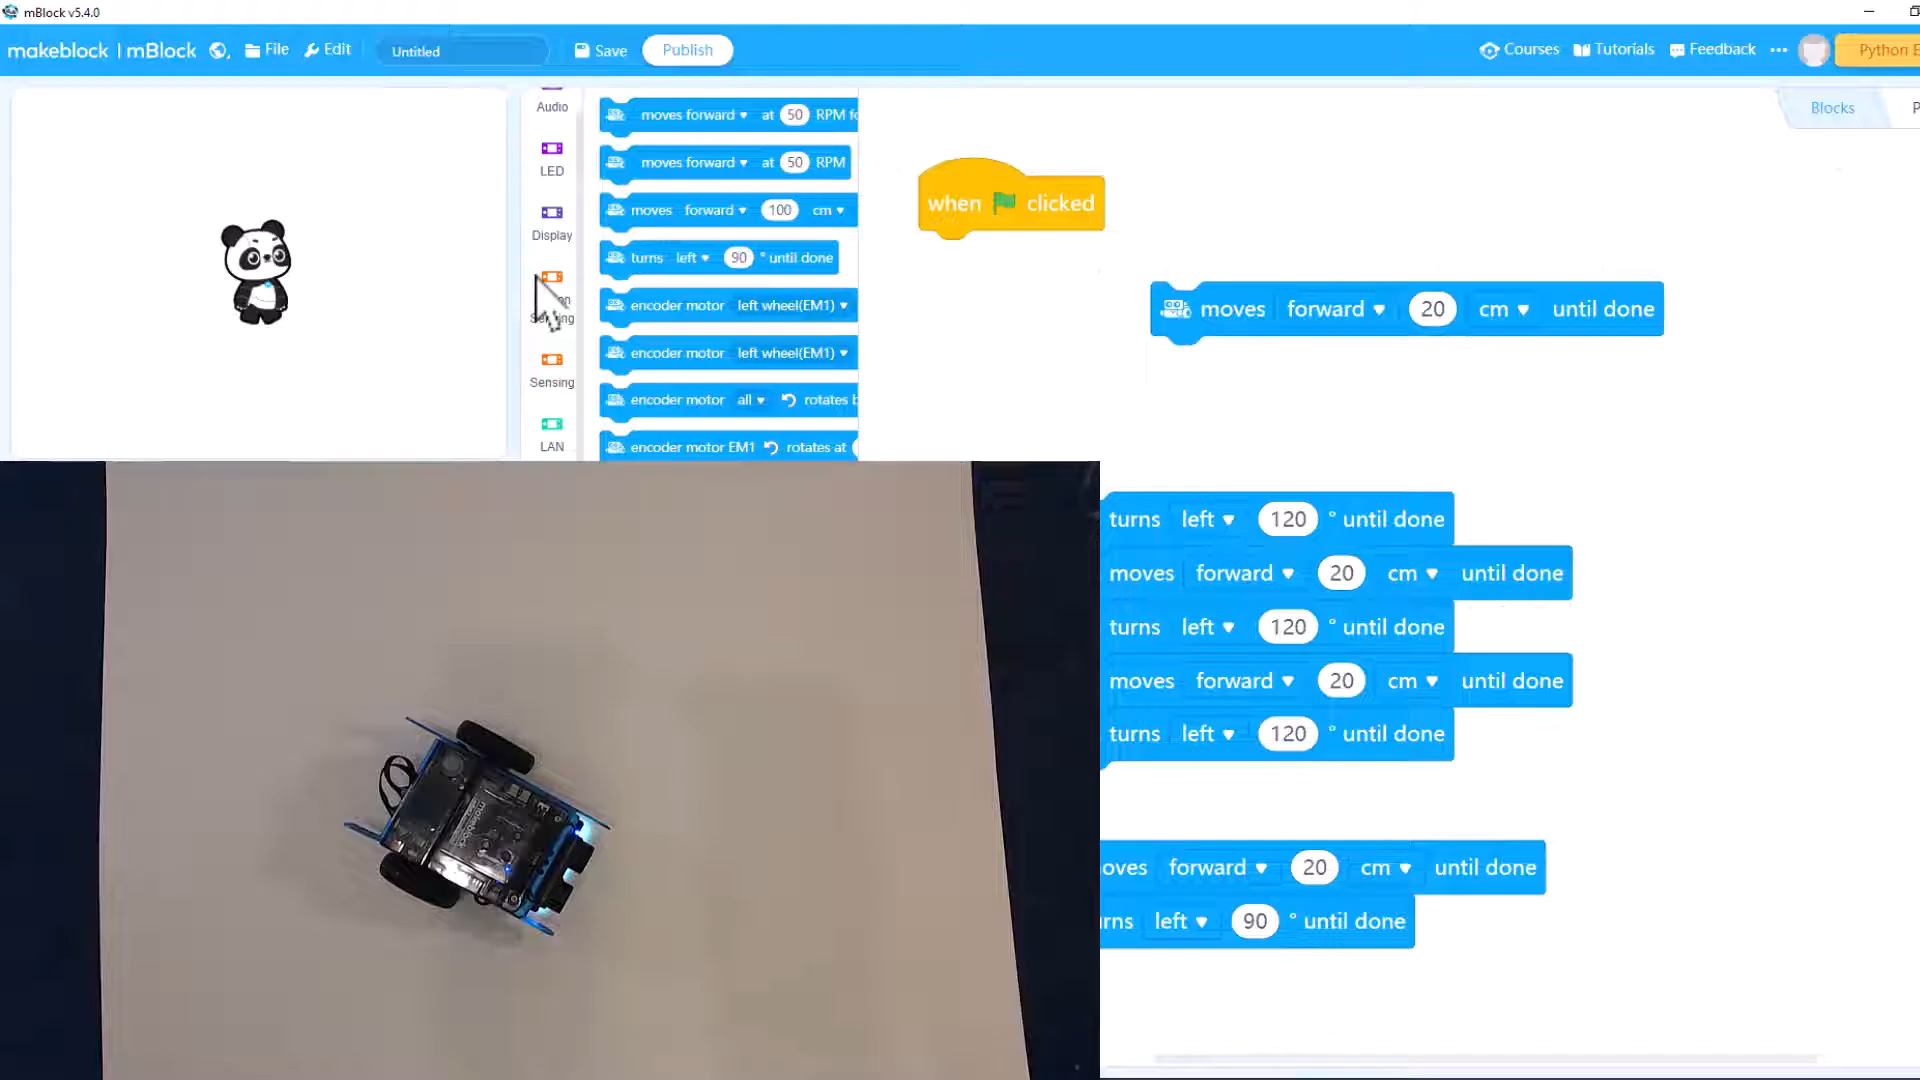 mBlock v5.4.0
makeblock | mBlock File Edit Untitled Save Publish Courses Tutorials Feedback Python E
Audio
LED
Display
Sensing
LAN
moves forward at 50 RPM fo
moves forward at 50 RPM
moves forward 100 cm
turns left 90 ° until done
encoder motor left wheel(EM1)
encoder motor left wheel(EM1)
encoder motor all rotates b
encoder motor EM1 rotates at
Blocks P
when clicked
moves forward 20 cm until done
turns left 120 ° until done
moves forward 20 cm until done
turns left 120 ° until done
moves forward 20 cm until done
turns left 120 ° until done
oves forward 20 cm until done
rns left 90 ° until done
makeblock